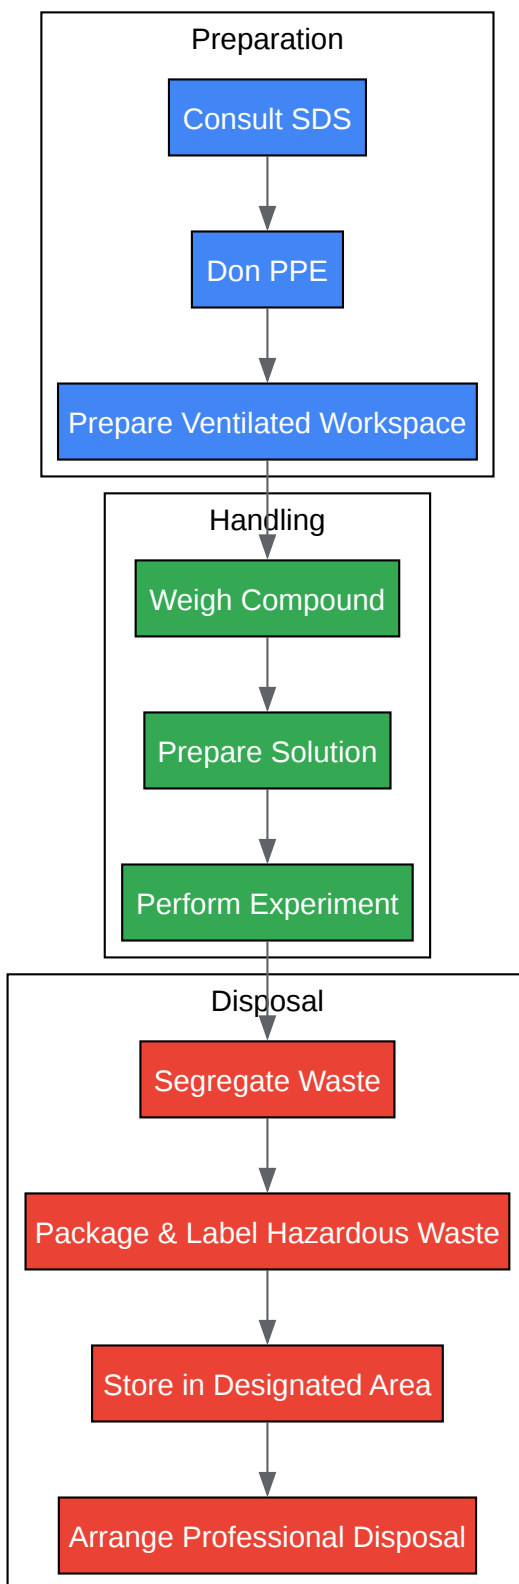 Preparation
Consult SDS
Don PPE
Prepare Ventilated Workspace
Handling
Weigh Compound
Prepare Solution
Perform Experiment
Disposal
Segregate Waste
Package & Label Hazardous Waste
Store in Designated Area
Arrange Professional Disposal